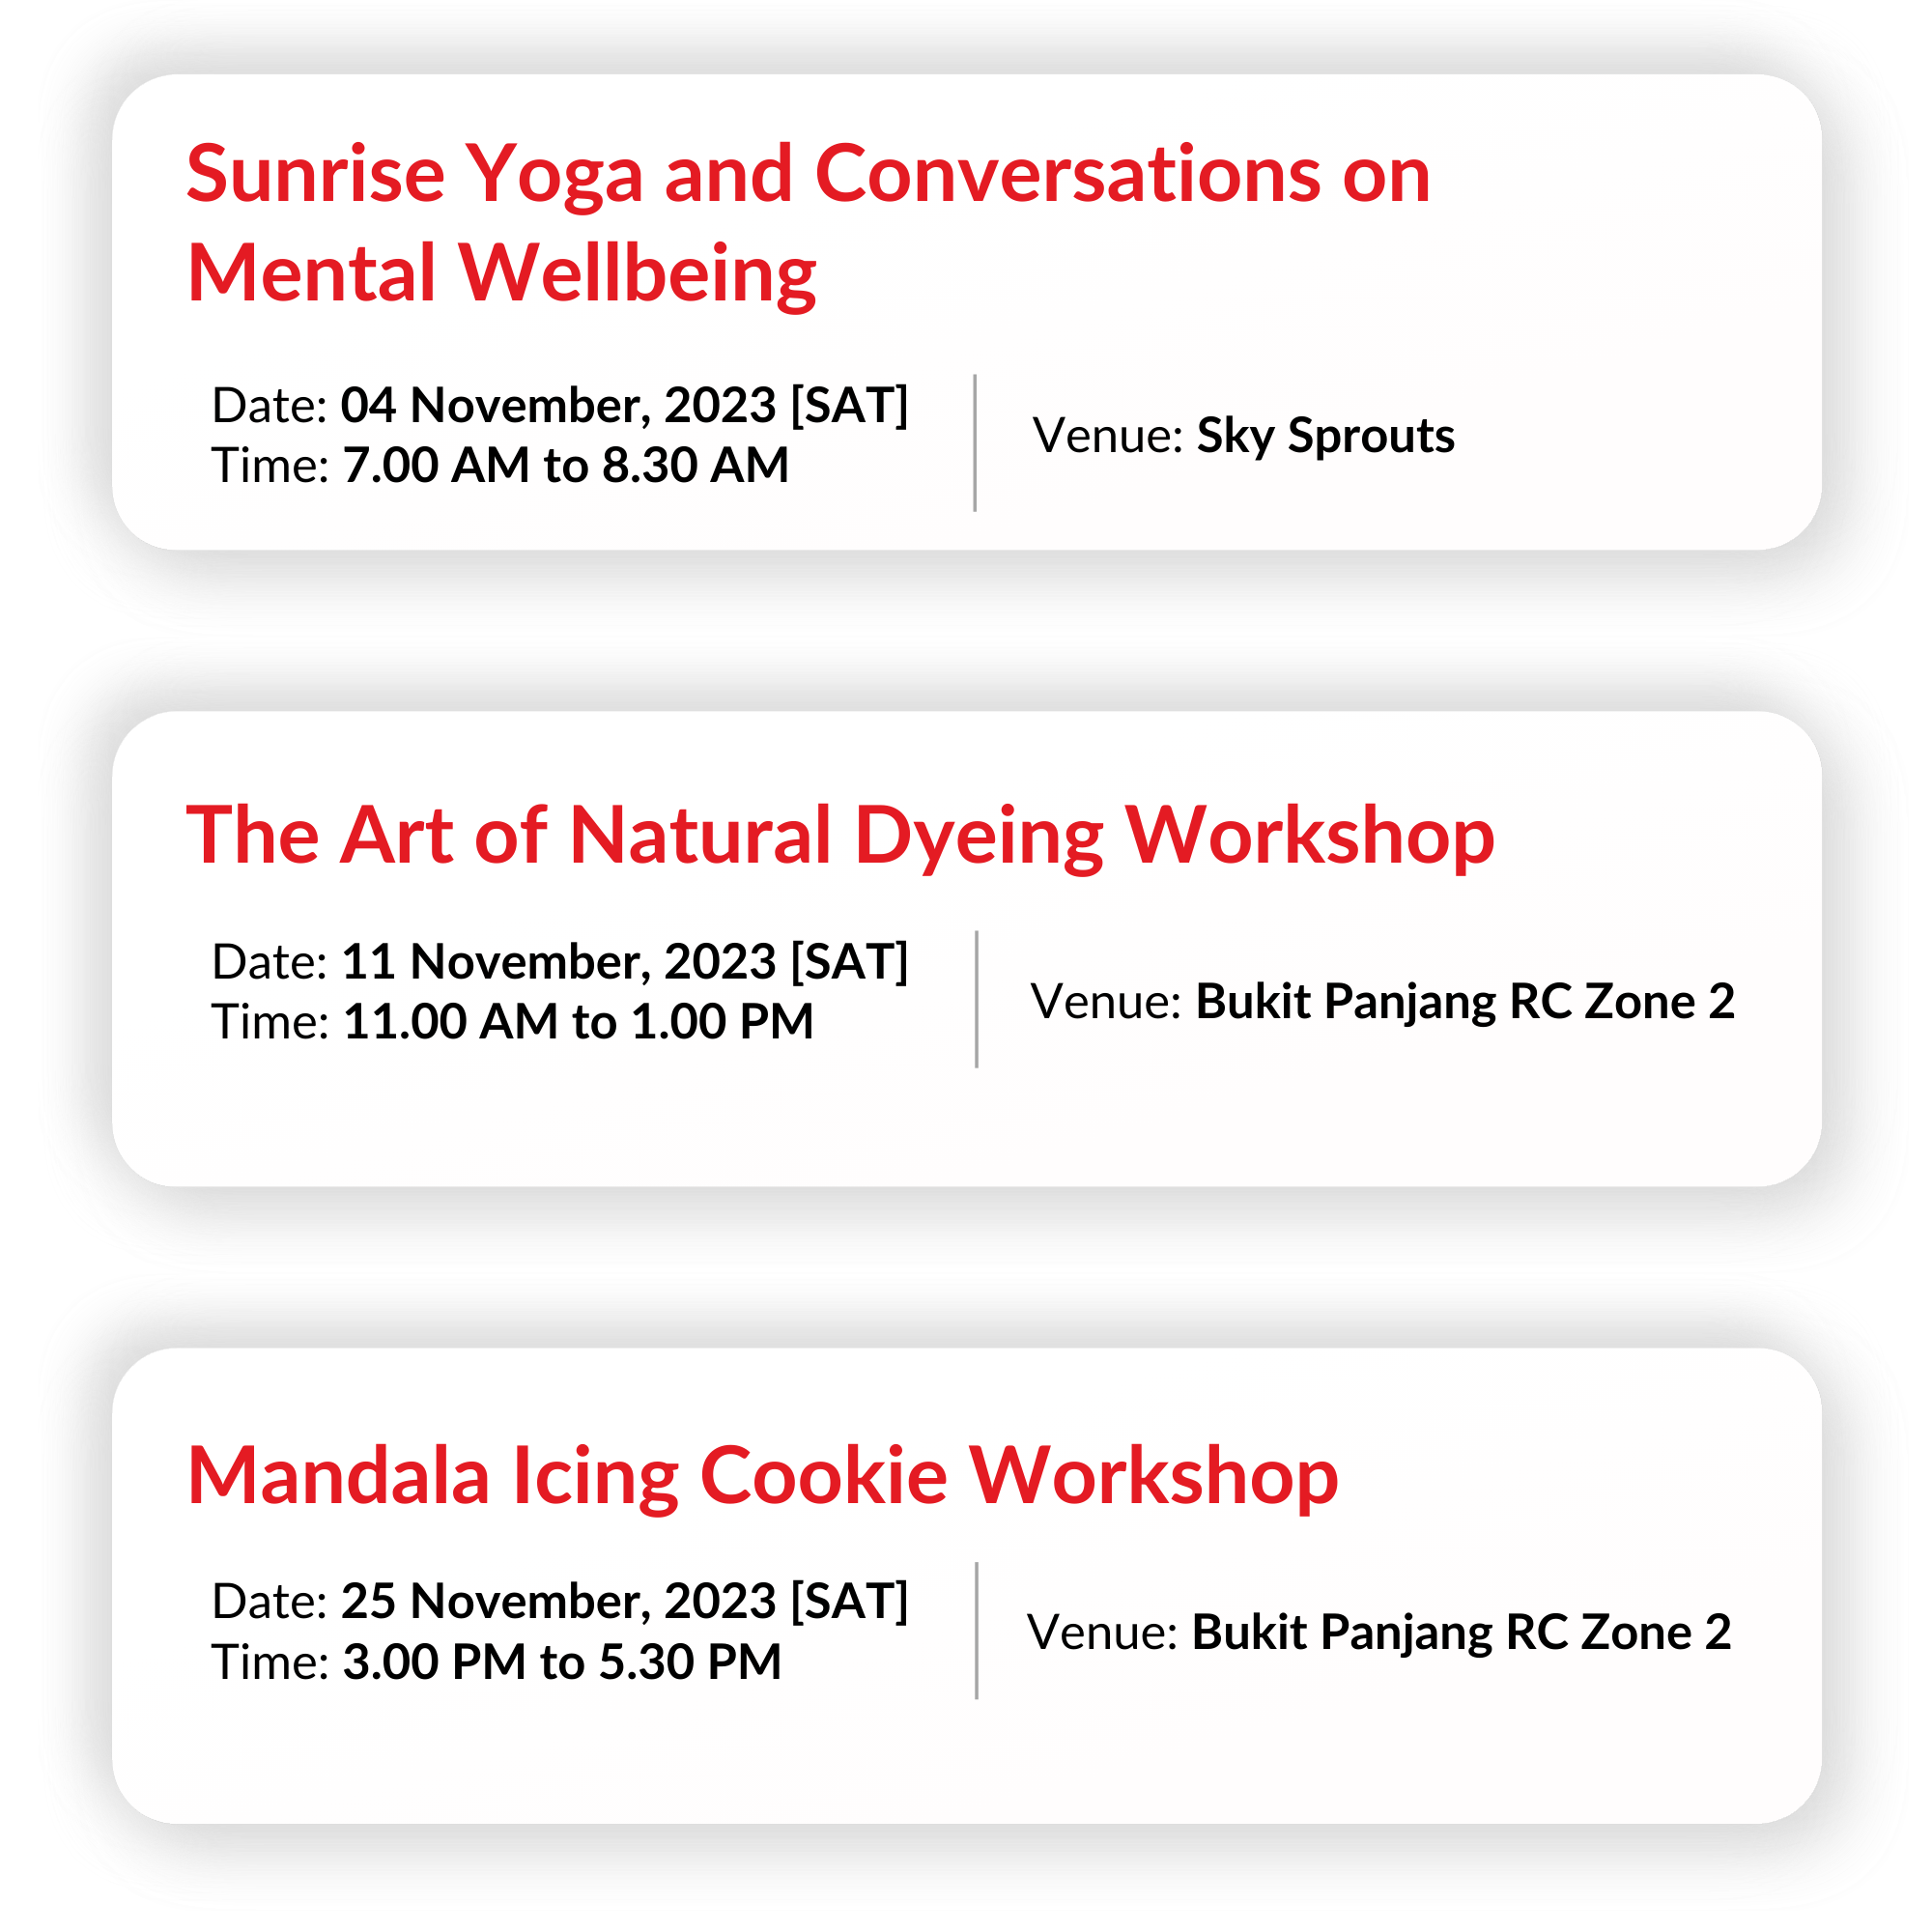 Sunrise Yoga and Conversations on
Mental Wellbeing
Date: 04 November, 2023 [SAT]
Time: 7.00 AM to 8.30 AM
Venue: Sky Sprouts
The Art of Natural Dyeing Workshop
Date: 11 November, 2023 [SAT]
Time: 11.00 AM to 1.00 PM
Venue: Bukit Panjang RC Zone 2
Mandala Icing Cookie Workshop
Date: 25 November, 2023 [SAT]
Time: 3.00 PM to 5.30 PM
Venue: Bukit Panjang RC Zone 2